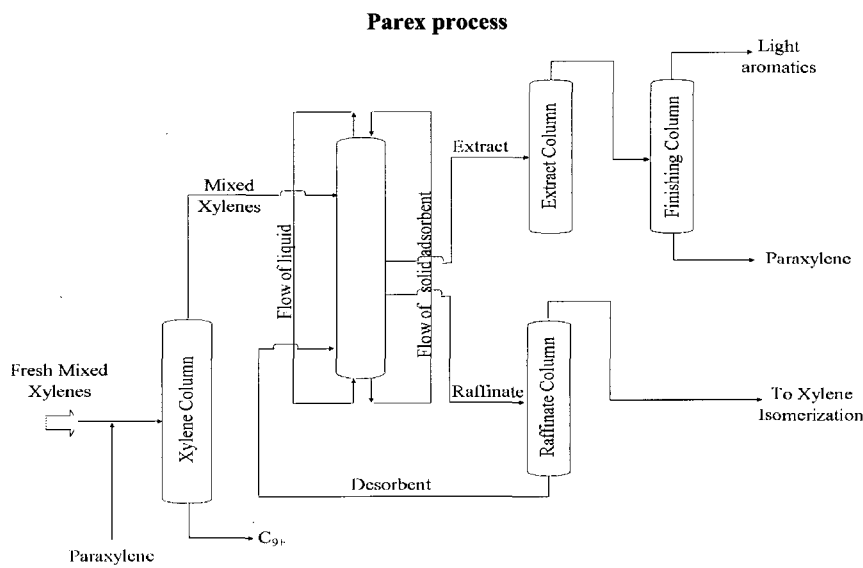 Parex process
Light
aromatics
Extract Column
Finishing Column
Extract
Mixed
Xylenes
Flow of liquid
Flow of solid adsorbent
Paraxylene
Fresh Mixed
Xylenes
Xylene Column
Raffinate
Raffinate Column
To Xylene
Isomerization
Desorbent
C9+
Paraxylene